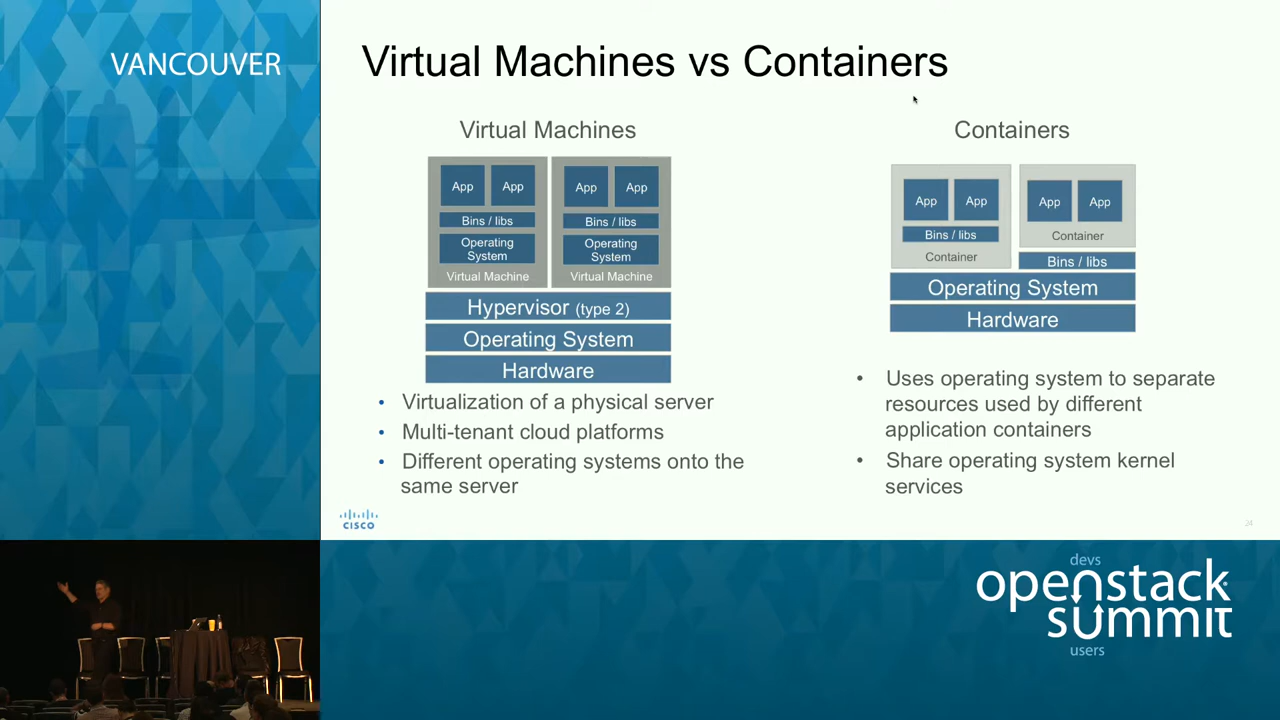 VANCOUVER
Virtual Machines vs Containers
Virtual Machines
App App
Bins / libs
Operating
System
Virtual Machine
App App
Bins / libs
Operating
System
Virtual Machine
Hypervisor (type 2)
Operating System
Hardware
• Virtualization of a physical server
• Multi-tenant cloud platforms
• Different operating systems onto the
same server
Containers
App App
Bins / libs
Container
App App
Container
Bins / libs
Operating System
Hardware
• Uses operating system to separate
resources used by different
application containers
• Share operating system kernel
services
CISCO
24
devs
openstack
summit
users